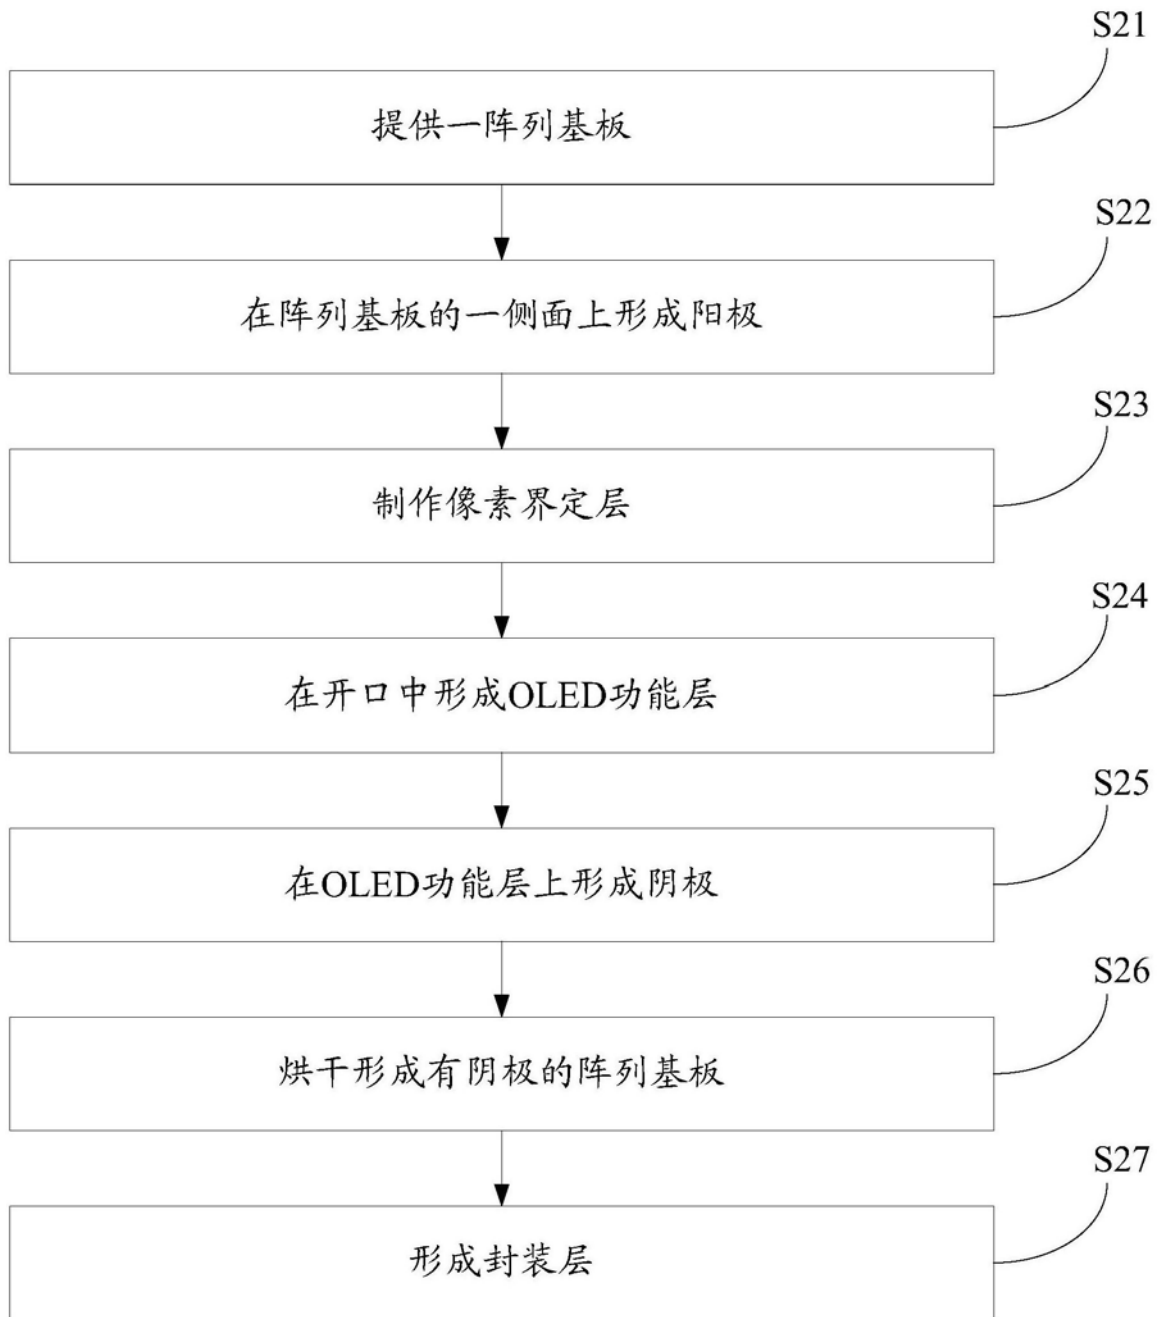 S21
提供一阵列基板
S22
在阵列基板的一侧面上形成阳极
S23
制作像素界定层
S24
在开口中形成OLED功能层
S25
在OLED功能层上形成阴极
S26
烘干形成有阴极的阵列基板
S27
形成封装层